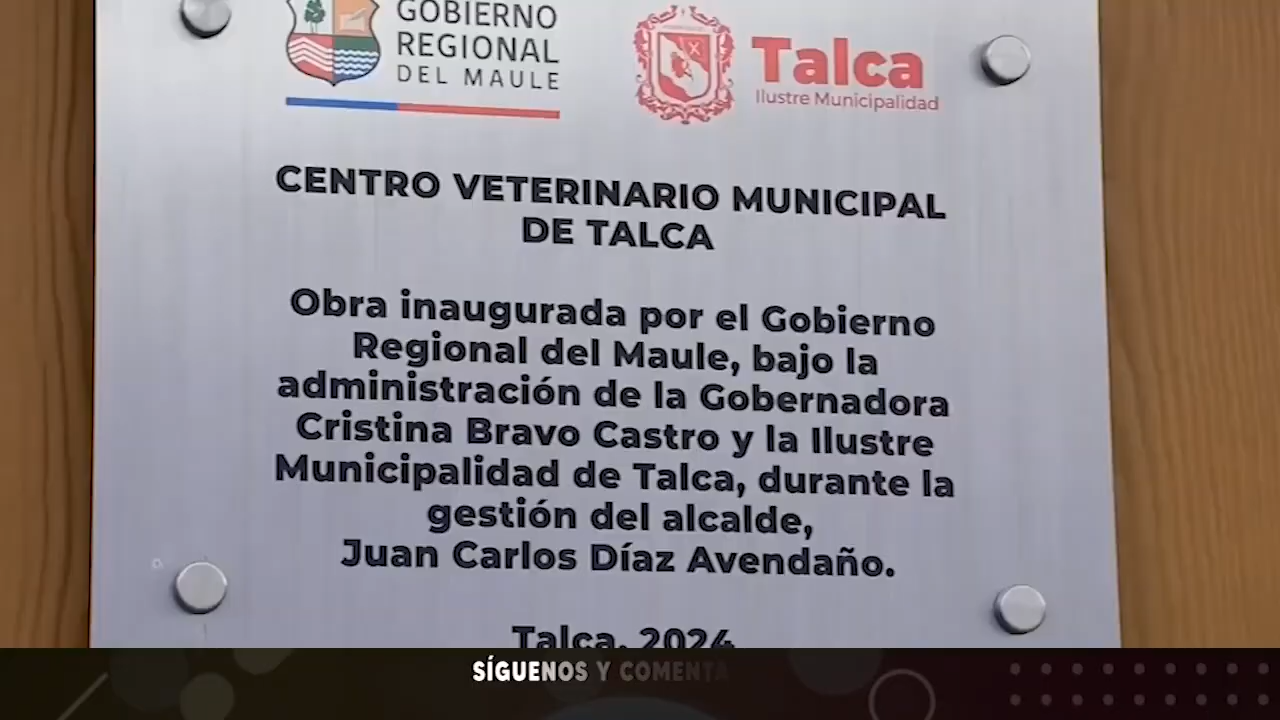 GOBIERNO
REGIONAL
DEL MAULE
Talca
Ilustre Municipalidad
CENTRO VETERINARIO MUNICIPAL
DE TALCA
Obra inaugurada por el Gobierno
Regional del Maule, bajo la
administración de la Gobernadora
Cristina Bravo Castro y la Ilustre
Municipalidad de Talca, durante la
gestión del alcalde,
Juan Carlos Díaz Avendaño.
Talca, 2024
SÍGUENOS Y COMENTA